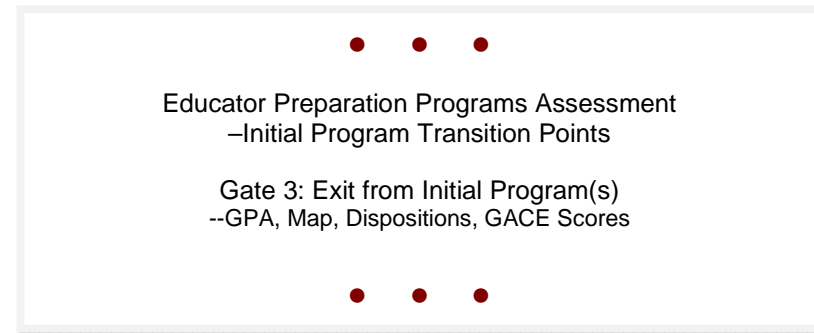 Educator Preparation Programs Assessment
–Initial Program Transition Points
Gate 3: Exit from Initial Program(s)
--GPA, Map, Dispositions, GACE Scores